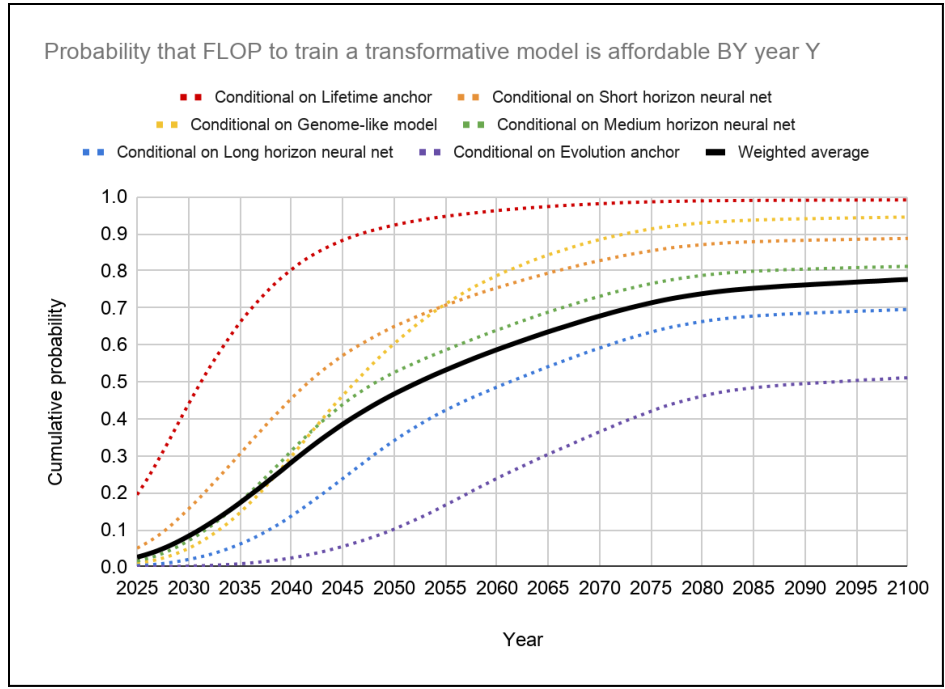 Probability that FLOP to train a transformative model is affordable BY year Y
Conditional on Lifetime anchor Conditional on Short horizon neural net
Conditional on Genome-like model Conditional on Medium horizon neural net
Conditional on Long horizon neural net Conditional on Evolution anchor Weighted average
Cumulative probability
1.0
0.9
0.8
0.7
0.6
0.5
0.4
0.3
0.2
0.1
0.0
2025 2030 2035 2040 2045 2050 2055 2060 2065 2070 2075 2080 2085 2090 2095 2100
Year